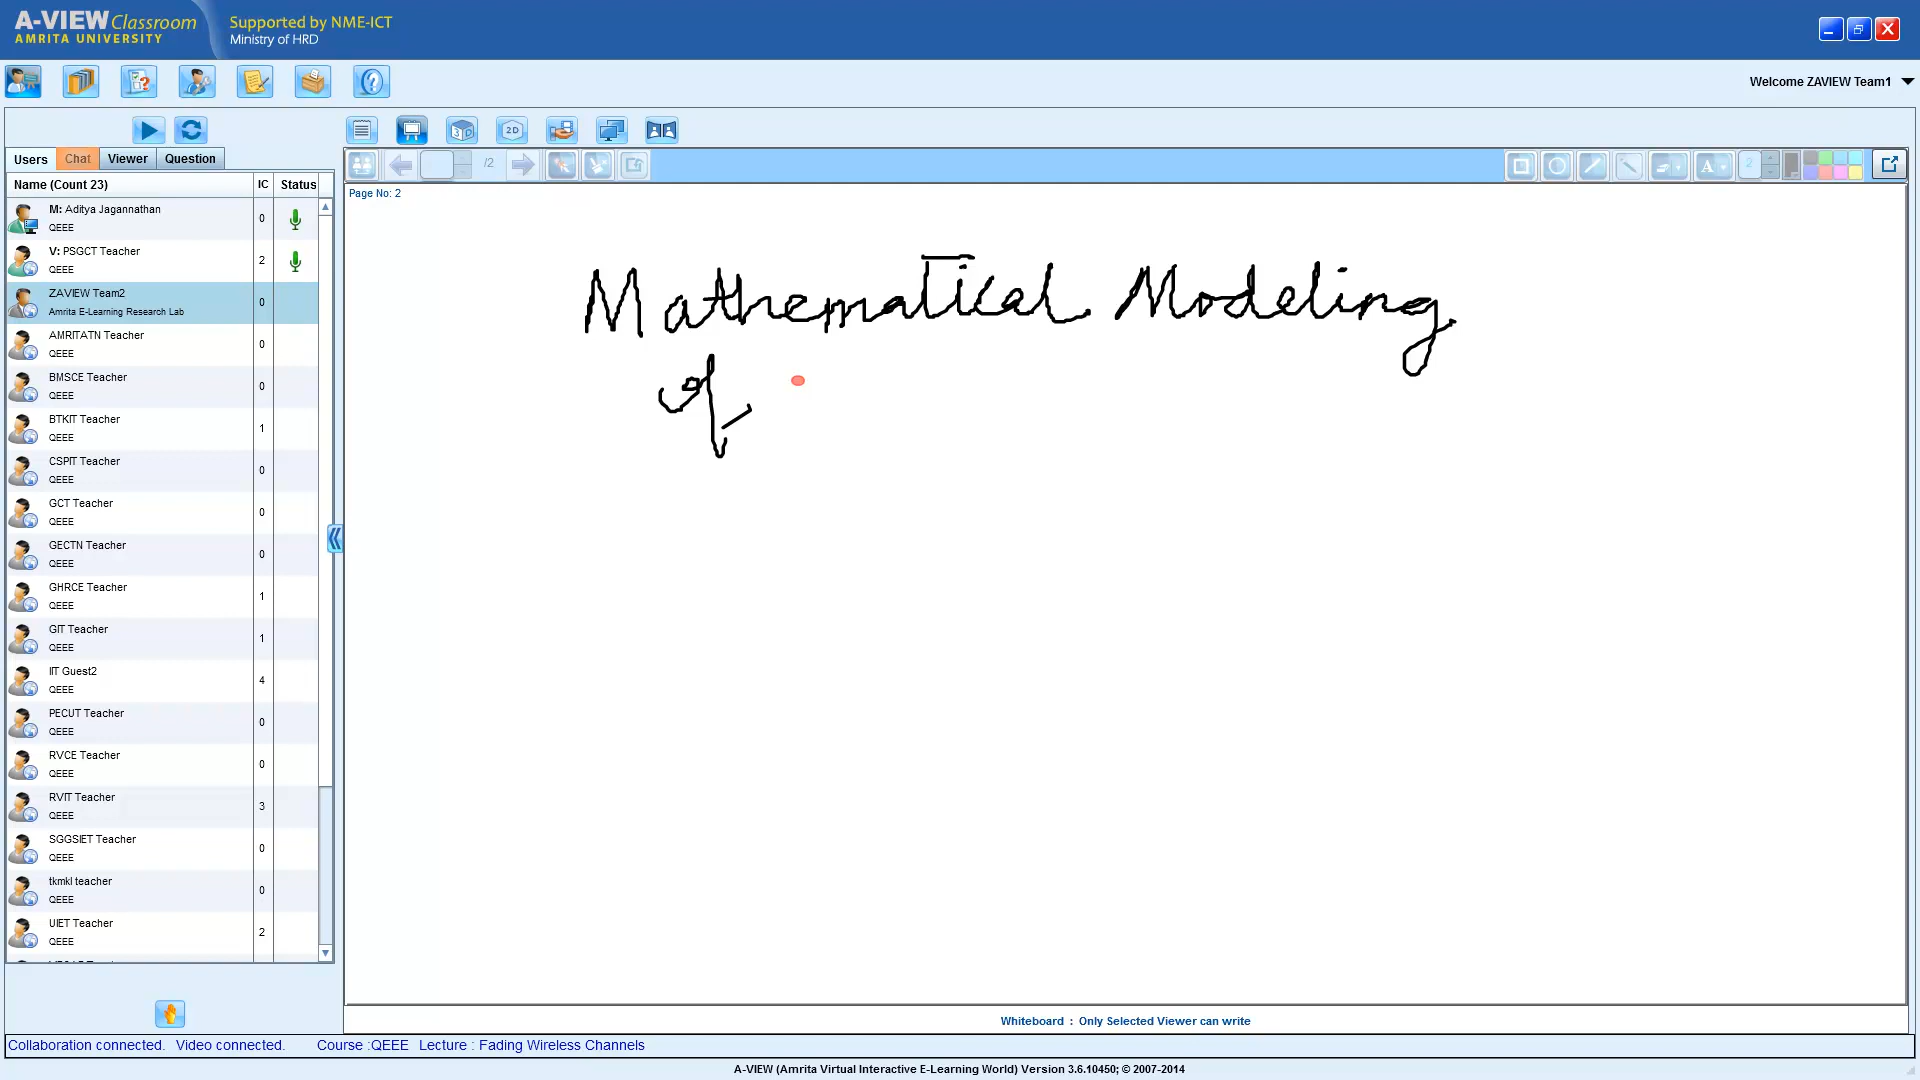 A-VIEW Classroom
AMRITA UNIVERSITY
Supported by NME-ICT
Ministry of HRD
Welcome ZAVIEW Team1
Users Chat Viewer Question
Name (Count 23) IC Status
M: Aditya Jagannathan
QEEE
0
V: PSGCT Teacher
QEEE
2
ZAVIEW Team2
Amrita E-Learning Research Lab
0
AMRITATN Teacher
QEEE
0
BMSCE Teacher
QEEE
0
BTKIT Teacher
QEEE
1
CSPIT Teacher
QEEE
0
GCT Teacher
QEEE
0
GECTN Teacher
QEEE
0
GHRCE Teacher
QEEE
1
GIT Teacher
QEEE
1
IIT Guest2
QEEE
4
PECUT Teacher
QEEE
0
RVCE Teacher
QEEE
0
RVIT Teacher
QEEE
3
SGGSIET Teacher
QEEE
0
tkmkl teacher
QEEE
0
UIET Teacher
QEEE
2
3D 2D
/2 A 2
Page No: 2
Mathematical Modeling
of
Whiteboard : Only Selected Viewer can write
Collaboration connected. Video connected. Course :QEEE Lecture : Fading Wireless Channels
A-VIEW (Amrita Virtual Interactive E-Learning World) Version 3.6.10450; © 2007-2014